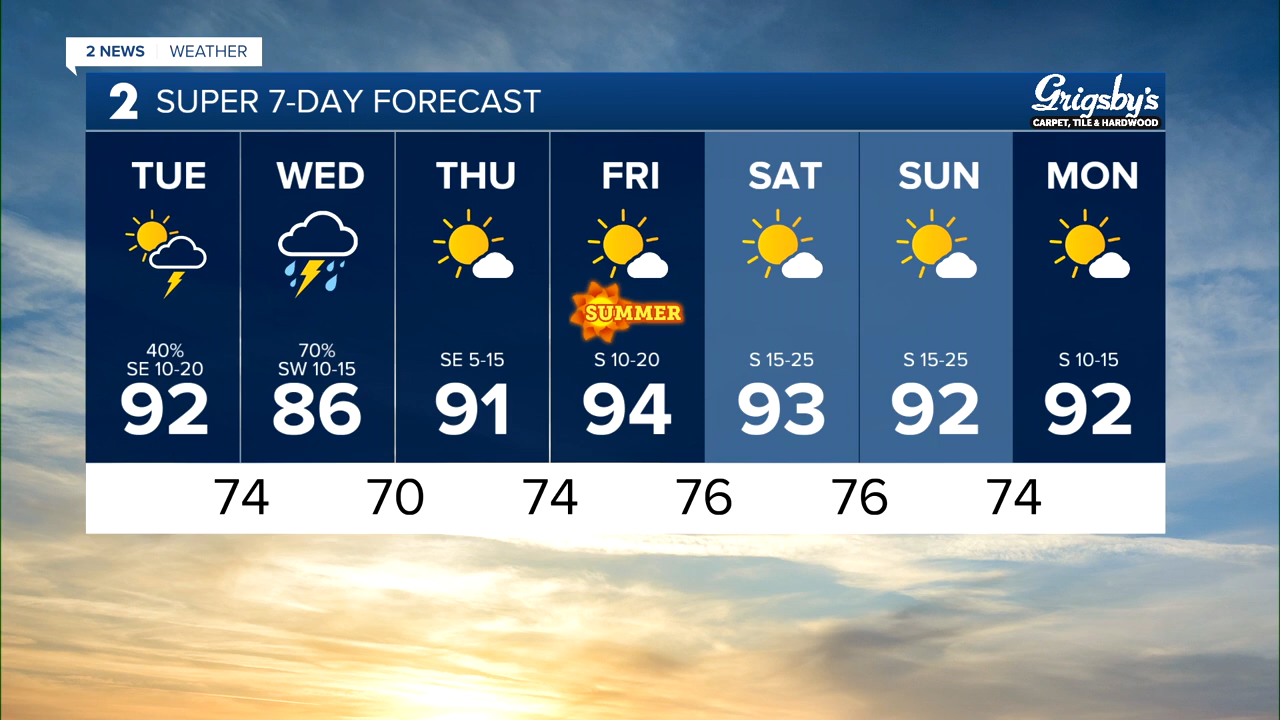 2 NEWS WEATHER
2 SUPER 7-DAY FORECAST
Grigsby's
CARPET, TILE & HARDWOOD
TUE WED THU FRI SAT SUN MON
SUMMER
40% 70%
SE 10-20 SW 10-15 SE 5-15 S 10-20 S 15-25 S 15-25 S 10-15
92 86 91 94 93 92 92
74 70 74 76 76 74